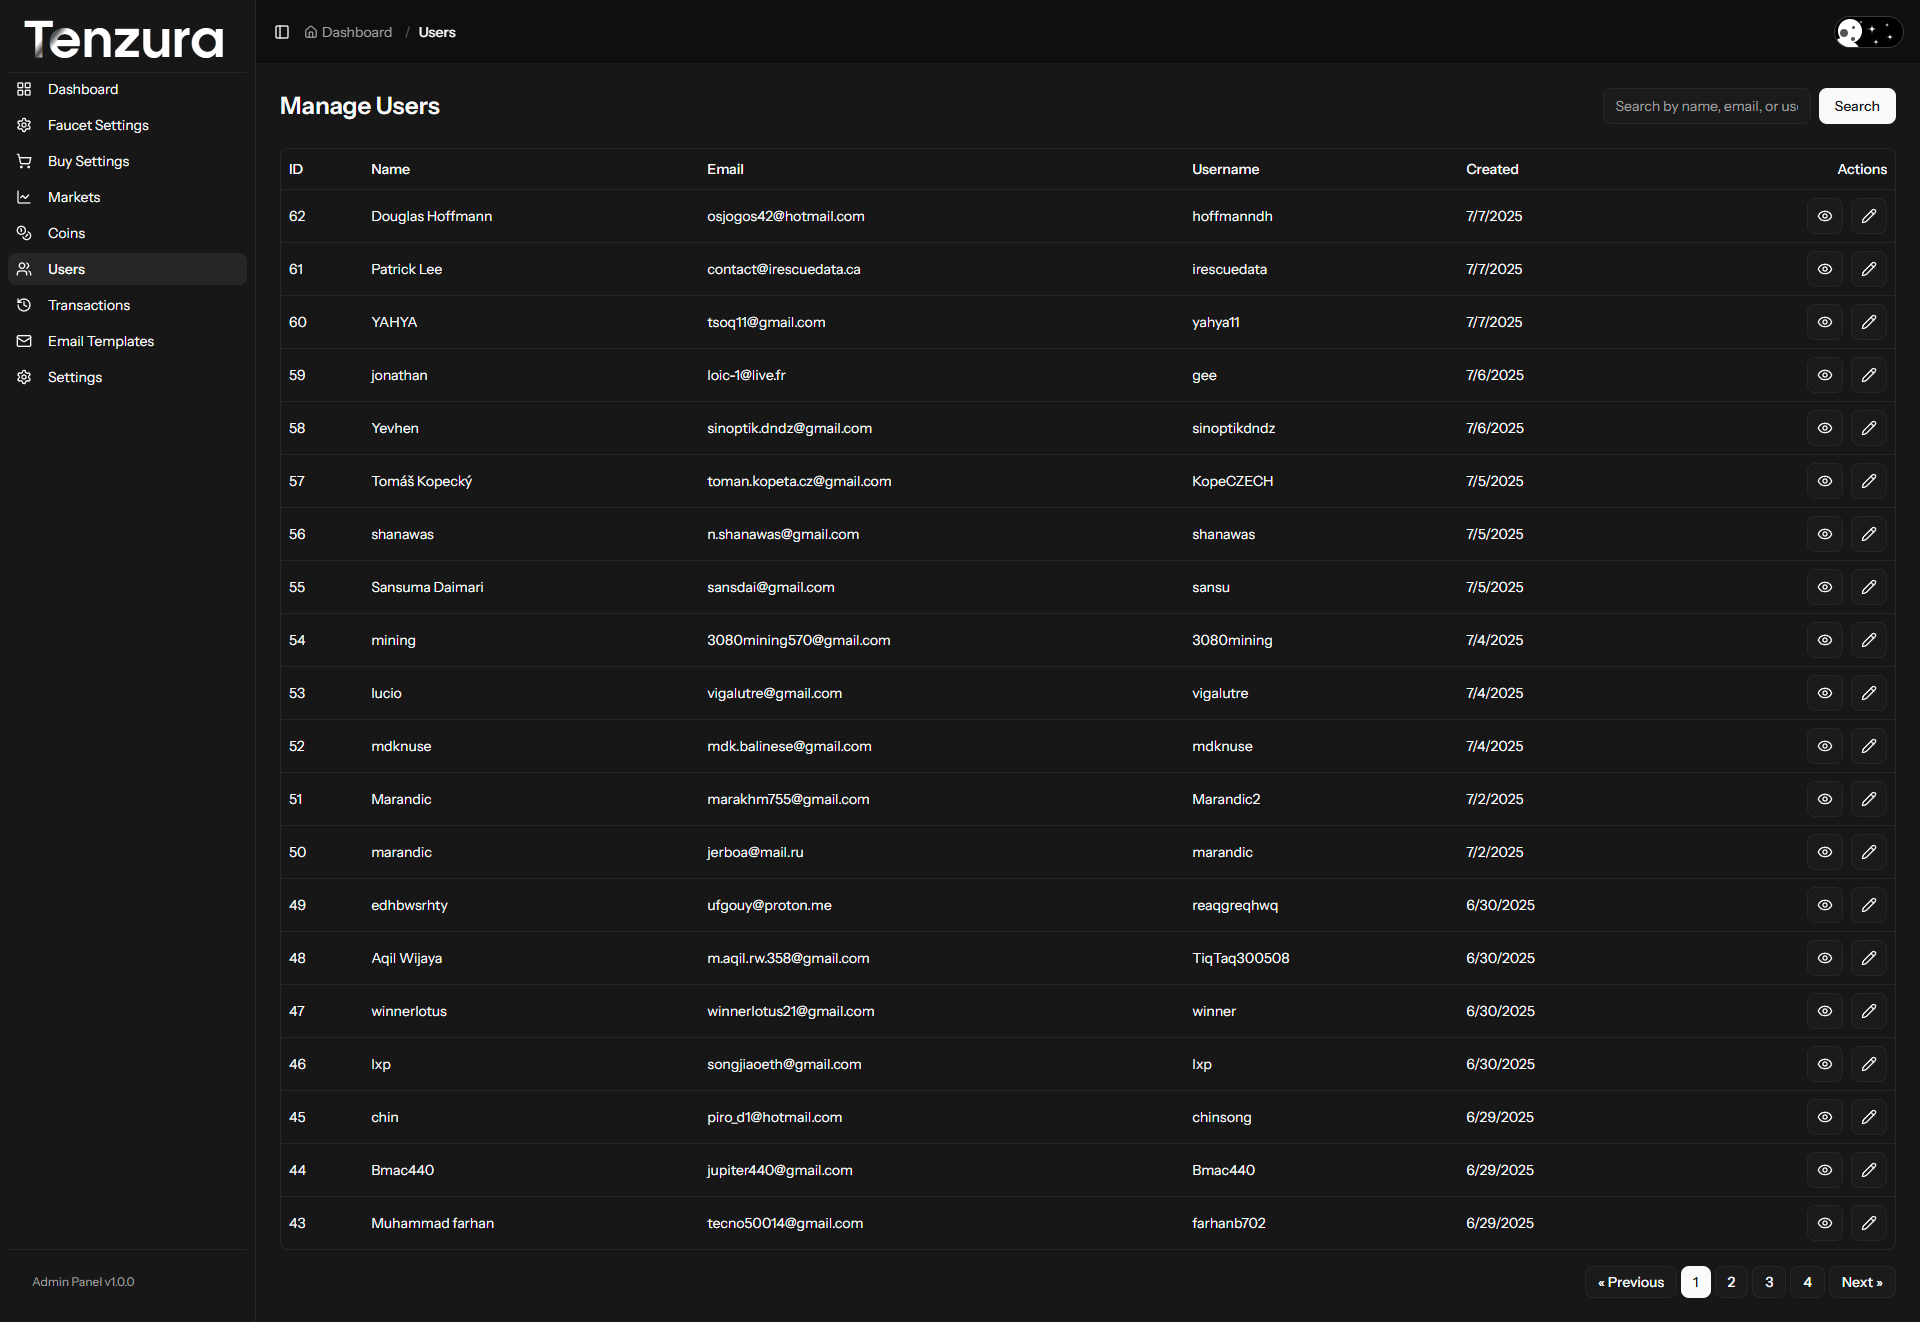 Tenzura
Dashboard
Faucet Settings
Buy Settings
Markets
Coins
Users
Transactions
Email Templates
Settings
Admin Panel v1.0.0
Dashboard / Users
Manage Users
Search by name, email, or us
Search
ID Name Email Username Created Actions
62 Douglas Hoffmann osjogos42@hotmail.com hoffmanndh 7/7/2025
61 Patrick Lee contact@irescuedata.ca irescuedata 7/7/2025
60 YAHYA tsoq11@gmail.com yahya11 7/7/2025
59 jonathan loic-1@live.fr gee 7/6/2025
58 Yevhen sinoptik.dndz@gmail.com sinoptikdndz 7/6/2025
57 Tomáš Kopecký toman.kopeta.cz@gmail.com KopeCZECH 7/5/2025
56 shanawas n.shanawas@gmail.com shanawas 7/5/2025
55 Sansuma Daimari sansdai@gmail.com sansu 7/5/2025
54 mining 3080mining570@gmail.com 3080mining 7/4/2025
53 lucio vigalutre@gmail.com vigalutre 7/4/2025
52 mdknuse mdk.balinese@gmail.com mdknuse 7/4/2025
51 Marandic marakhm755@gmail.com Marandic2 7/2/2025
50 marandic jerboa@mail.ru marandic 7/2/2025
49 edhbwsrhty ufgouy@proton.me reaqgreqhwq 6/30/2025
48 Aqil Wijaya m.aqil.rw.358@gmail.com TiqTaq300508 6/30/2025
47 winnerlotus winnerlotus21@gmail.com winner 6/30/2025
46 lxp songjiaoeth@gmail.com lxp 6/30/2025
45 chin piro_d1@hotmail.com chinsong 6/29/2025
44 Bmac440 jupiter440@gmail.com Bmac440 6/29/2025
43 Muhammad farhan tecno50014@gmail.com farhanb702 6/29/2025
« Previous 1 2 3 4 Next »